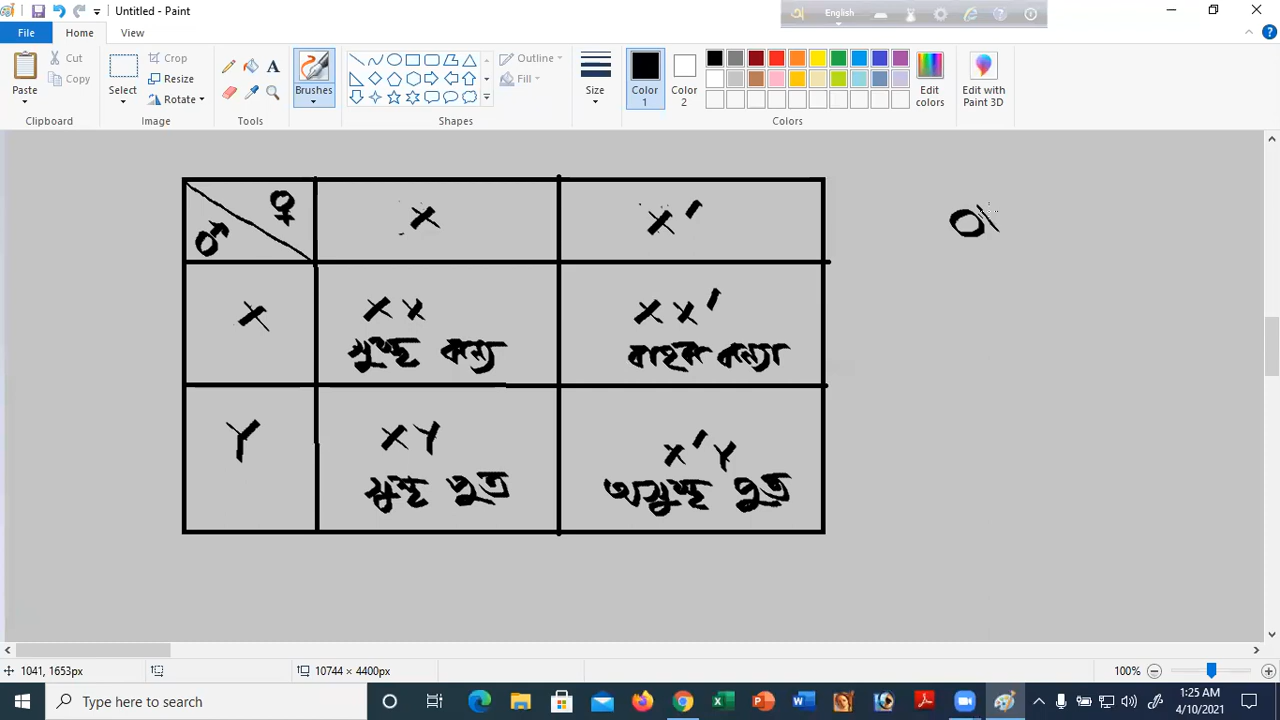 Untitled - Paint
English
File Home View
Cut
Copy
Paste
Clipboard
Select
Crop
Resize
Rotate
Image
Tools
Brushes
Outline
Fill
Shapes
Size
Color 1
Color 2
Edit colors
Colors
Edit with Paint 3D
♀ X X′
♂
X XX XX′
সুস্থ কন্য বাহক কন্যা
Y XY X′Y
সুস্থ পুত্র অসুস্থ পুত্র
1041, 1653px
10744 × 4400px
100%
Type here to search
1:25 AM
4/10/2021